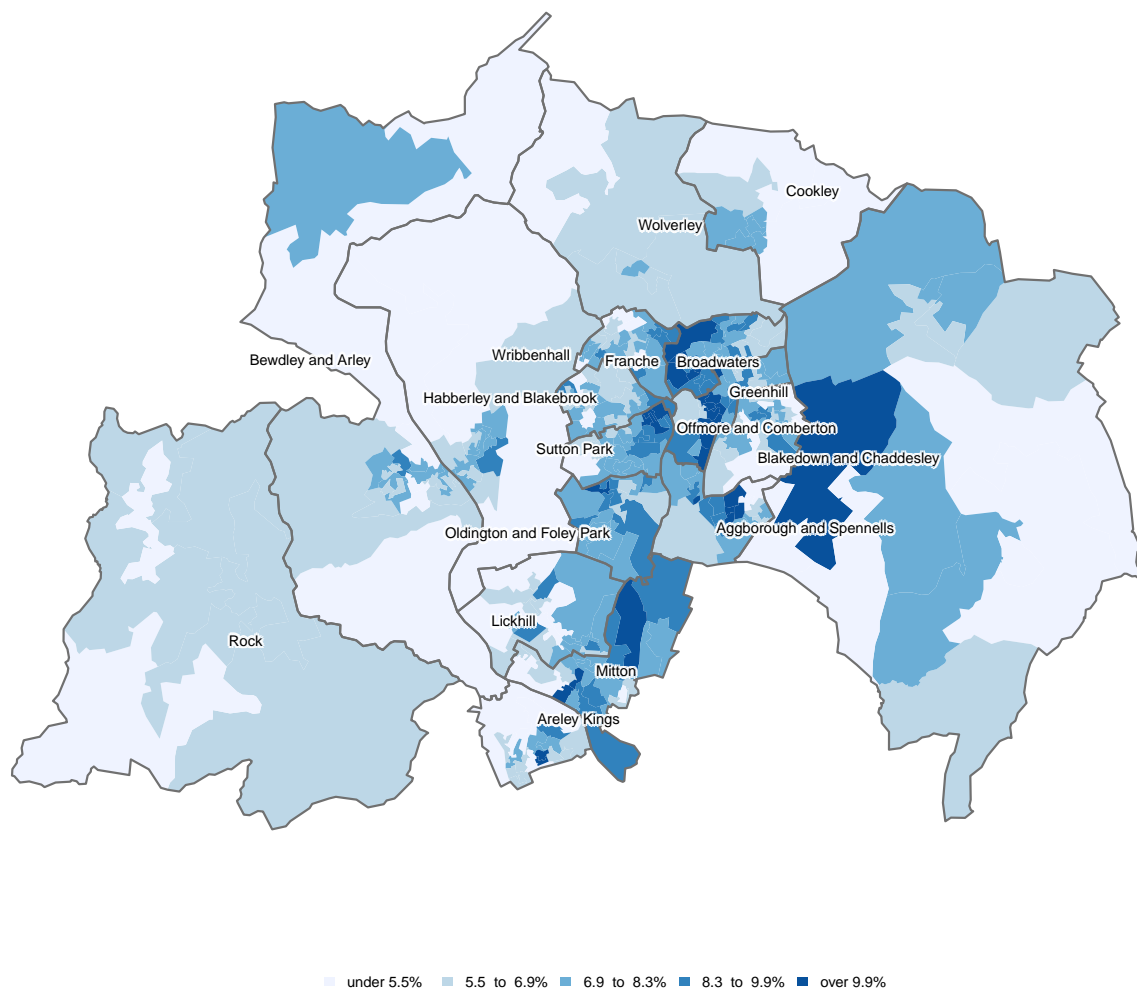 Cookley
Wolverley
Bewdley and Arley
Wribbenhall
Franche
Broadwaters
Habberley and Blakebrook
Greenhill
Offmore and Comberton
Sutton Park
Blakedown and Chaddesley
Oldington and Foley Park
Aggborough and Spennells
Lickhill
Rock
Mitton
Areley Kings
under 5.5% 5.5 to 6.9% 6.9 to 8.3% 8.3 to 9.9% over 9.9%